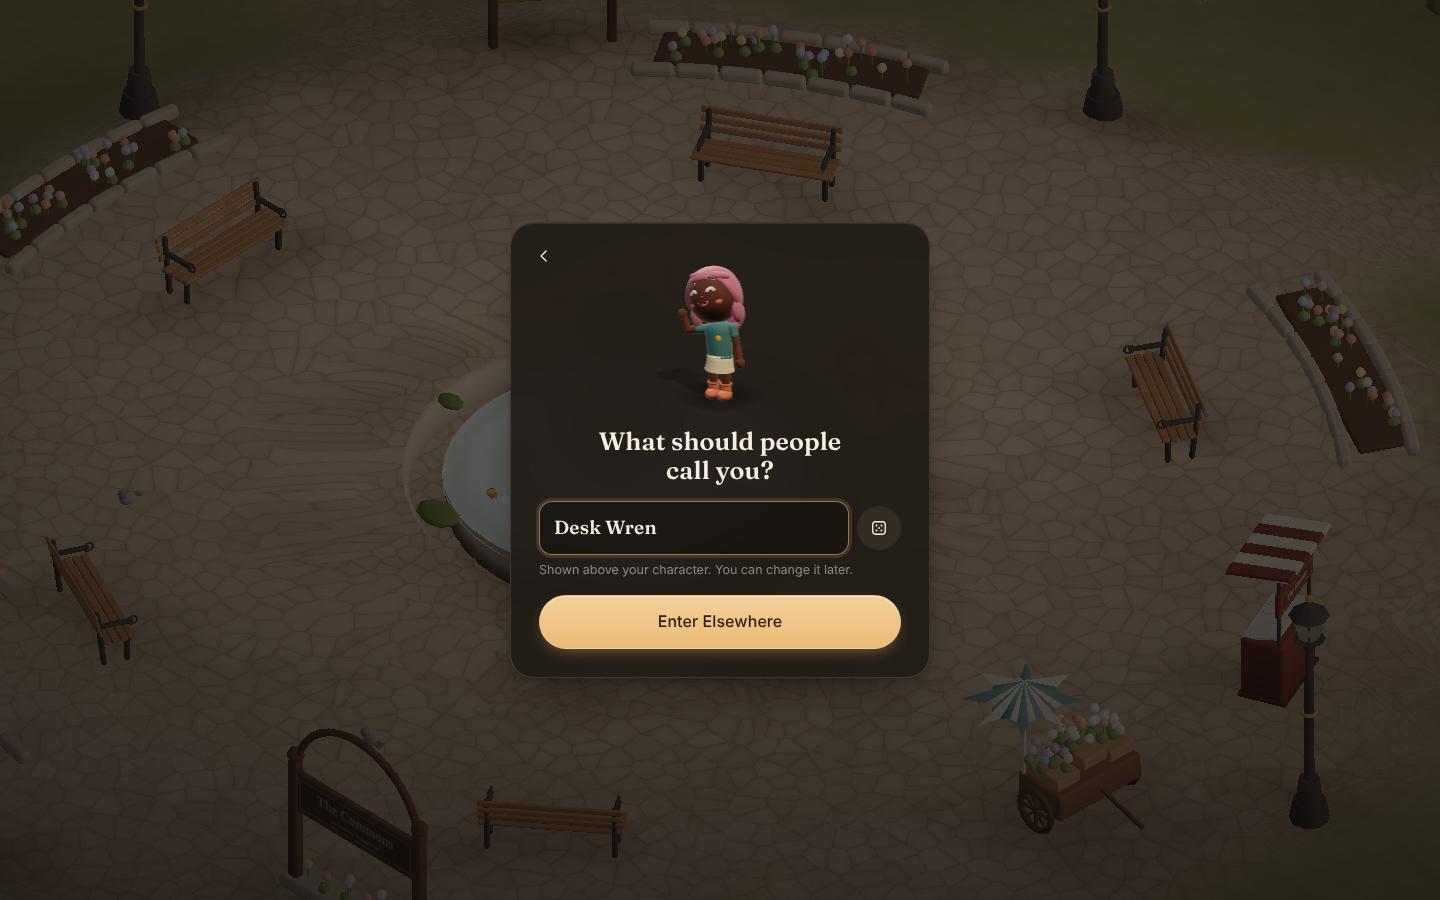 What should people
call you?
Desk Wren
Shown above your character. You can change it later.
Enter Elsewhere
The Commons